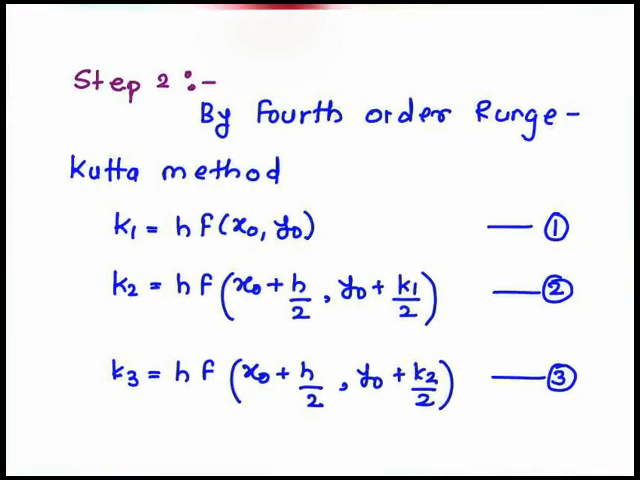 Step 2 :-
By Fourth order Runge-
Kutta method
k₁ = h f(x₀, y₀) — ①
k₂ = h f(x₀ + h/2, y₀ + k₁/2) — ②
k₃ = h f(x₀ + h/2, y₀ + k₂/2) — ③